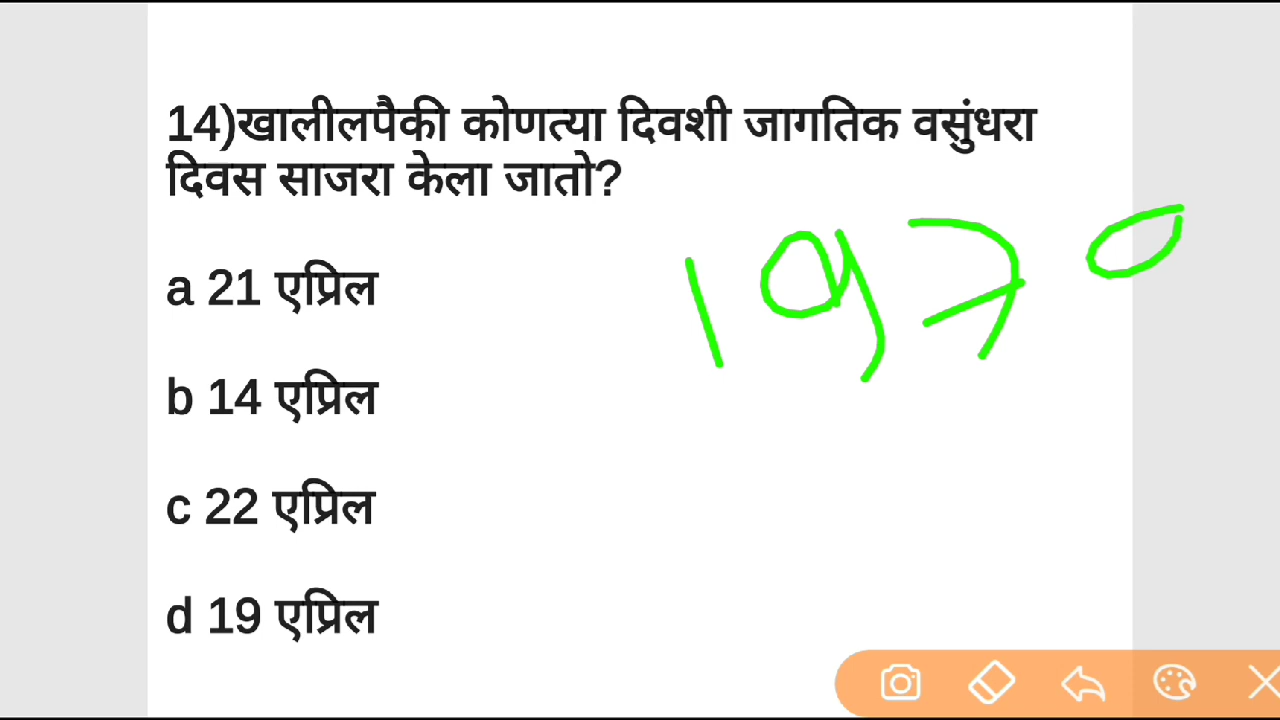 14)खालीलपैकी कोणत्या दिवशी जागतिक वसुंधरा
दिवस साजरा केला जातो?
1970
a 21 एप्रिल
b 14 एप्रिल
c 22 एप्रिल
d 19 एप्रिल